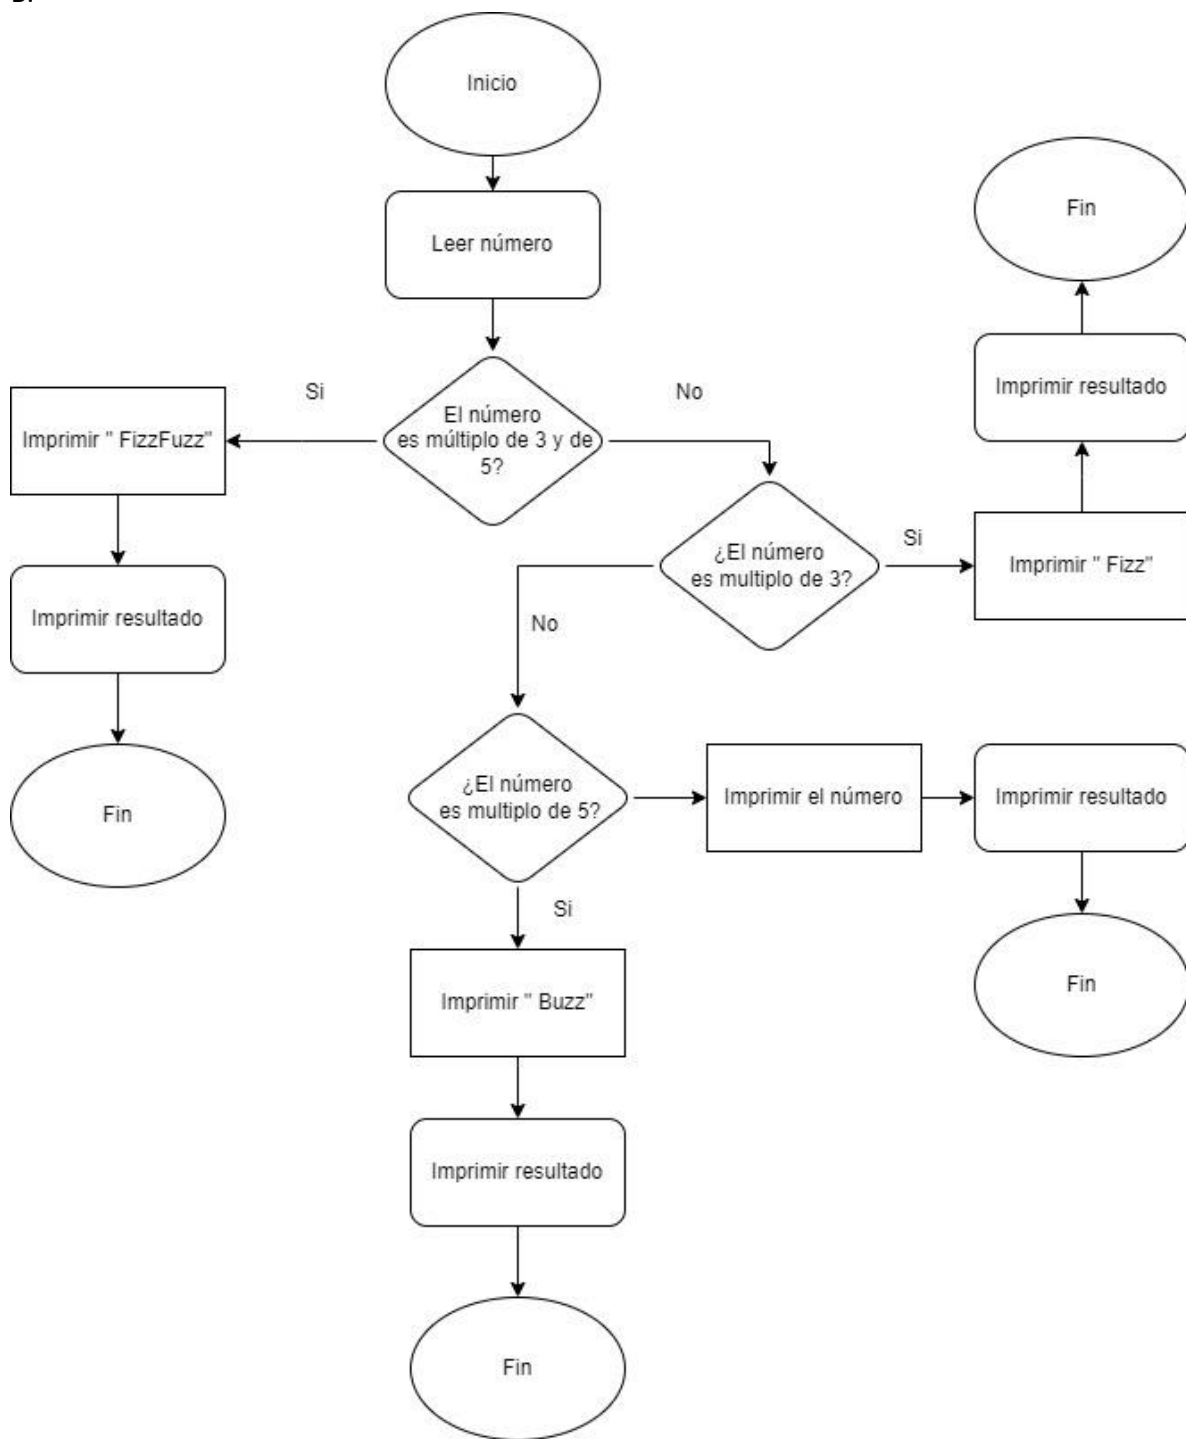 Inicio
Leer número
Fin
Imprimir resultado
Si
No
El número
es múltiplo de 3 y de
5?
Imprimir " FizzFuzz"
Si
¿El número
es multiplo de 3?
Imprimir " Fizz"
Imprimir resultado
No
Fin
¿El número
es multiplo de 5?
Imprimir el número
Imprimir resultado
Si
Imprimir " Buzz"
Fin
Imprimir resultado
Fin